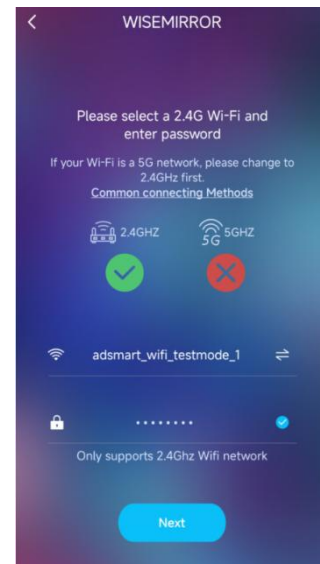 WISEMIRROR
Please select a 2.4G Wi-Fi and
enter password
If your Wi-Fi is a 5G network, please change to
2.4GHz first.
Common connecting Methods
2.4GHZ
5G 5GHZ
adsmart_wifi_testmode_1
••••••••
Only supports 2.4Ghz Wifi network
Next